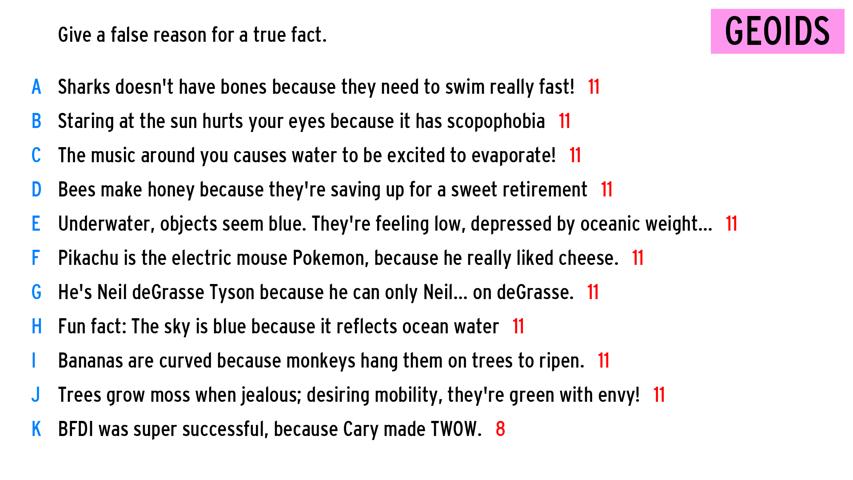 Give a false reason for a true fact.
GEOIDS
A Sharks doesn't have bones because they need to swim really fast! 11
B Staring at the sun hurts your eyes because it has scopophobia 11
C The music around you causes water to be excited to evaporate! 11
D Bees make honey because they're saving up for a sweet retirement 11
E Underwater, objects seem blue. They're feeling low, depressed by oceanic weight... 11
F Pikachu is the electric mouse Pokemon, because he really liked cheese. 11
G He's Neil deGrasse Tyson because he can only Neil... on deGrasse. 11
H Fun fact: The sky is blue because it reflects ocean water 11
I Bananas are curved because monkeys hang them on trees to ripen. 11
J Trees grow moss when jealous; desiring mobility, they're green with envy! 11
K BFDI was super successful, because Cary made TWOW. 8